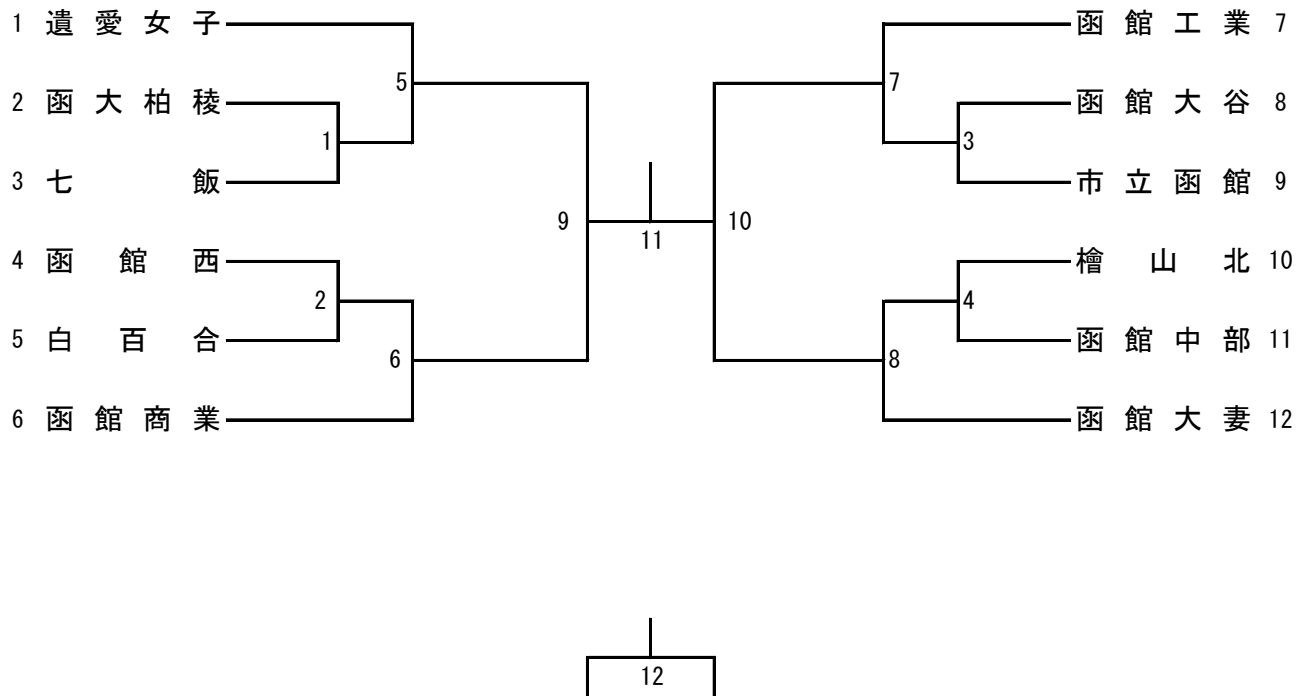 1 遺愛女子 函館工業 7
5 7
2 函大柏稜 函館大谷 8
1 3
3 七飯 市立函館 9
9 11 10
4 函館西 檜山北 10
2 4
5 白百合 函館中部 11
6 8
6 函館商業 函館大妻 12
12